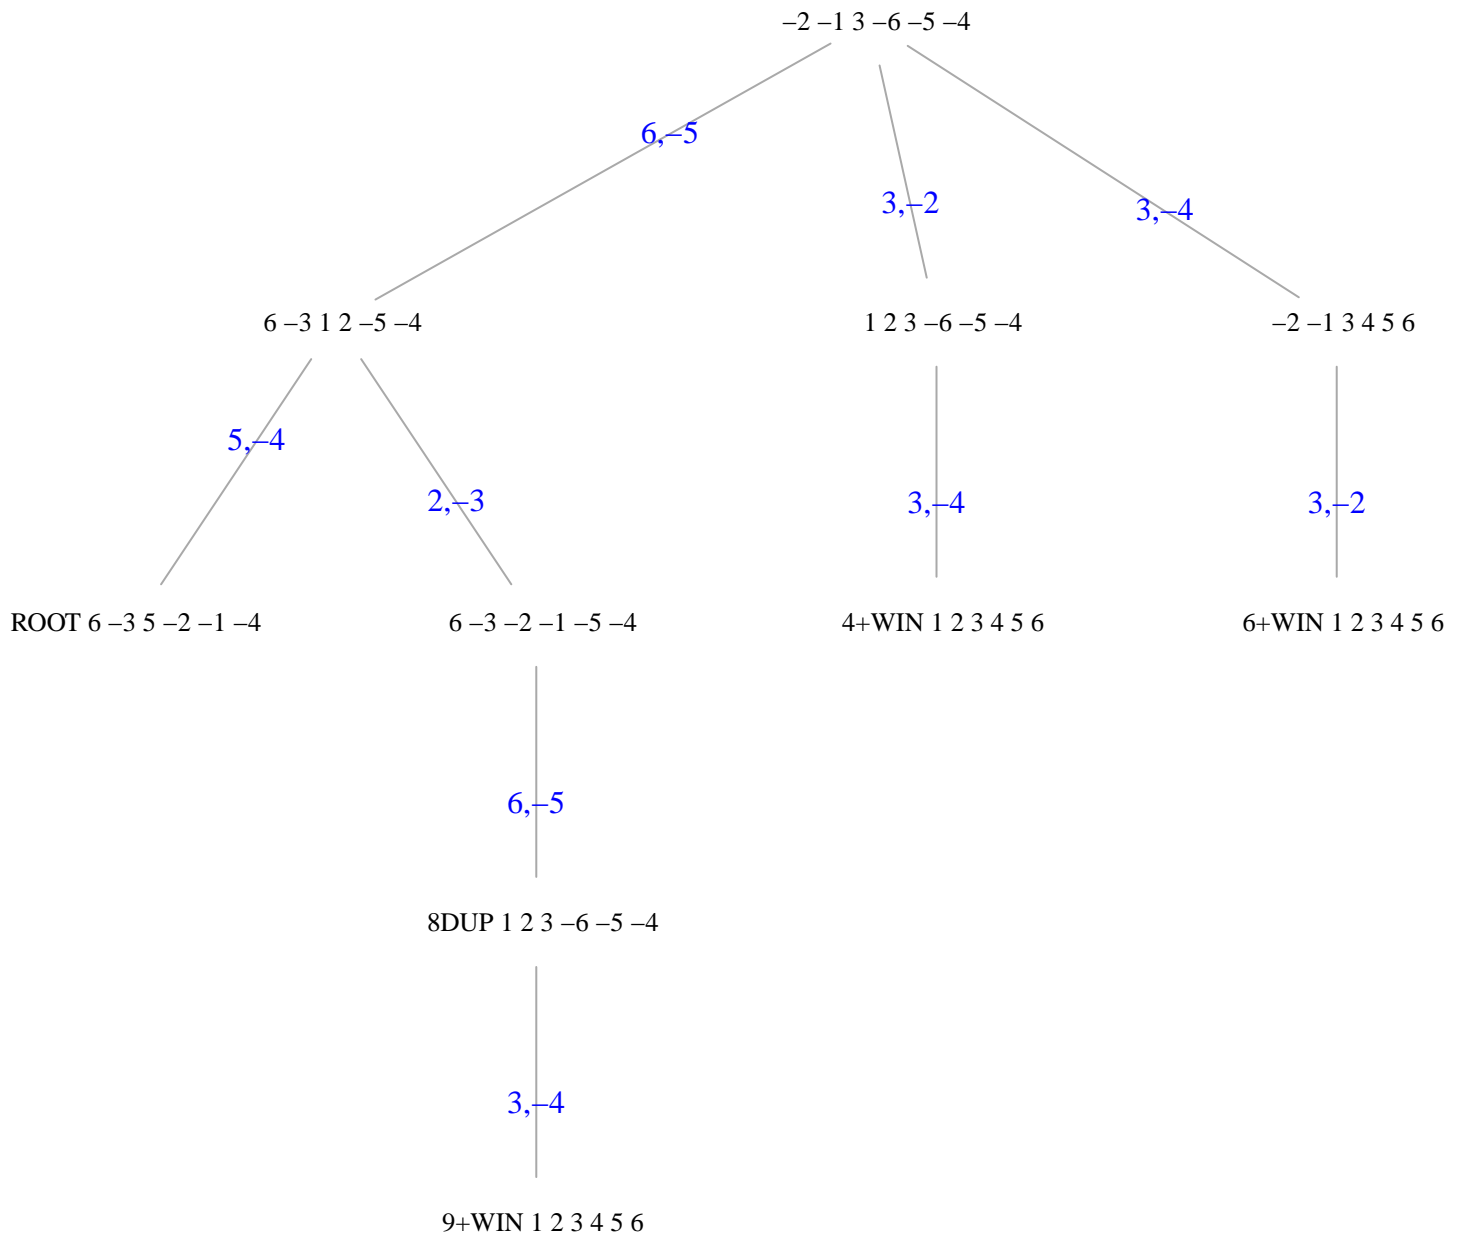 –2 –1 3 –6 –5 –4
6,–5
3,–2
3,–4
6 –3 1 2 –5 –4
1 2 3 –6 –5 –4
–2 –1 3 4 5 6
5,–4
2,–3
3,–4
3,–2
ROOT 6 –3 5 –2 –1 –4
6 –3 –2 –1 –5 –4
4+WIN 1 2 3 4 5 6
6+WIN 1 2 3 4 5 6
6,–5
8DUP 1 2 3 –6 –5 –4
3,–4
9+WIN 1 2 3 4 5 6